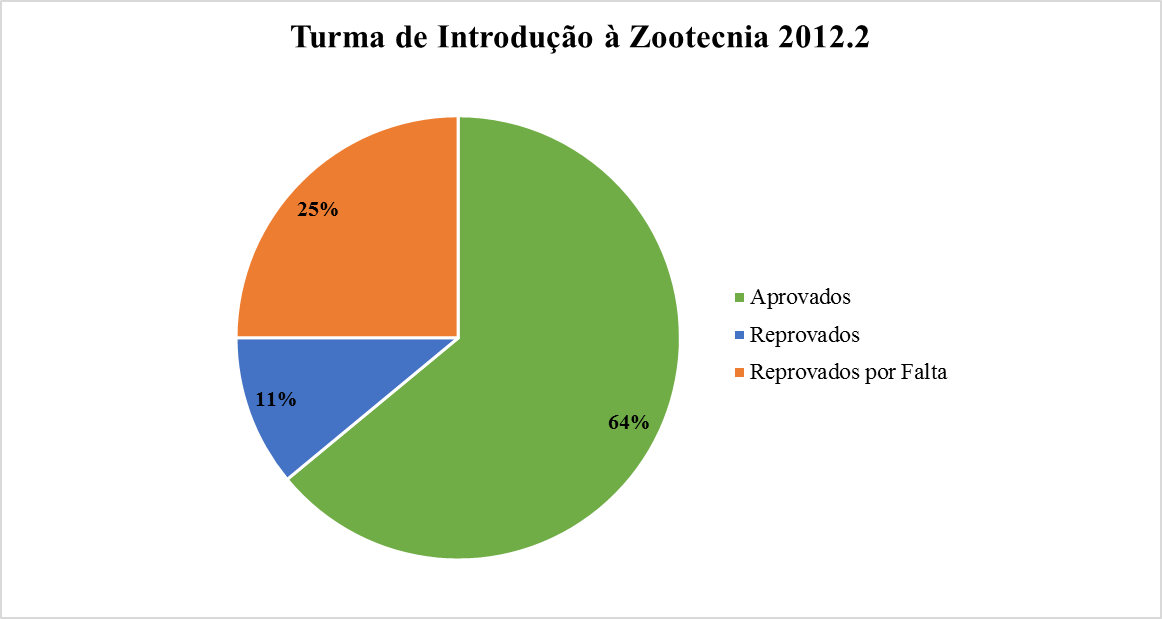 Turma de Introdução à Zootecnia 2012.2
25%
11%
64%
Aprovados
Reprovados
Reprovados por Falta